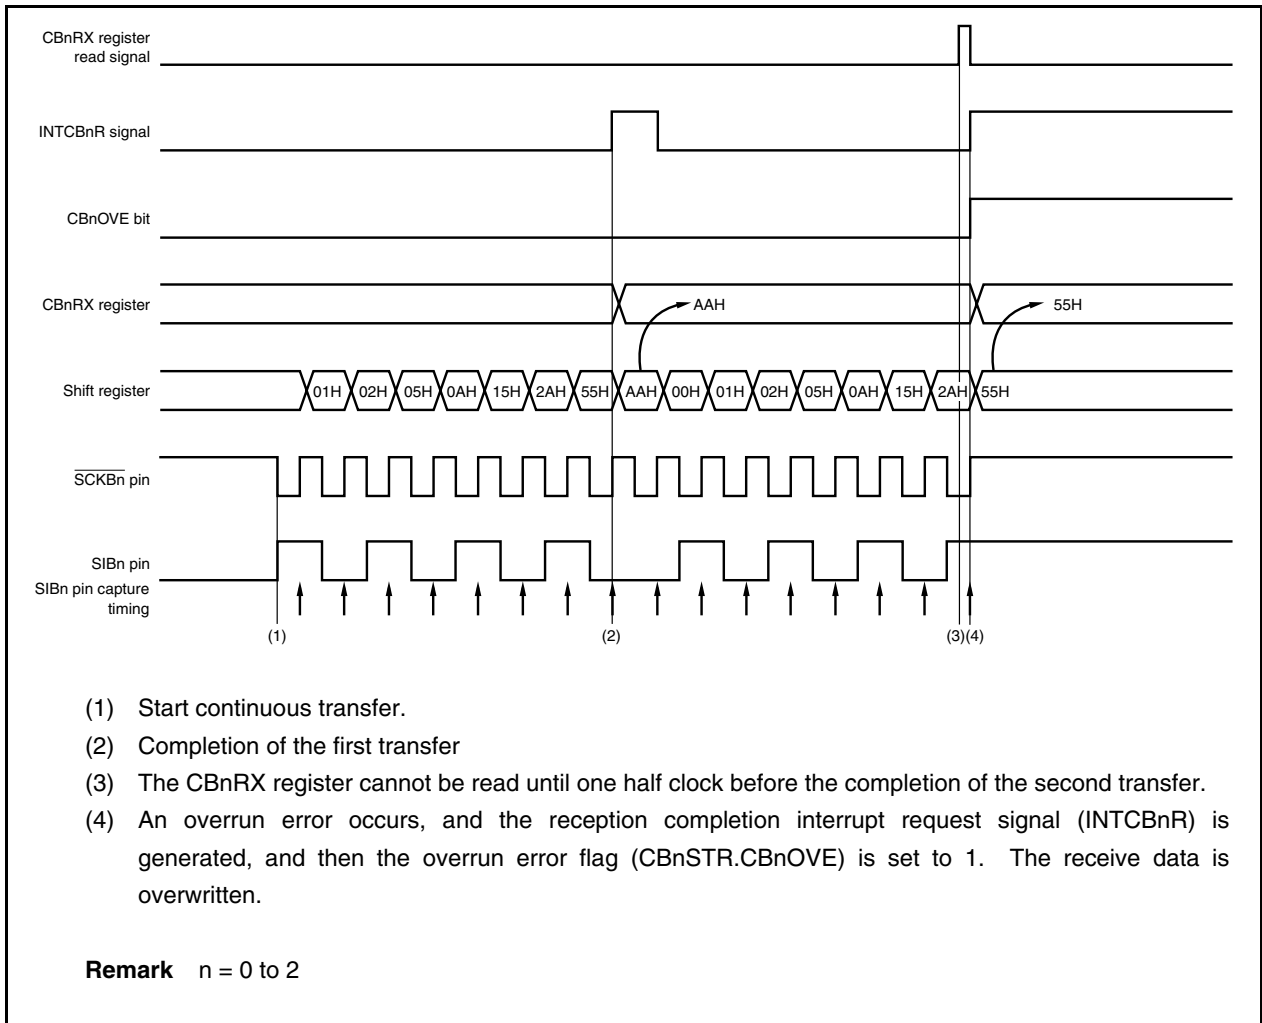 CBnRX register
read signal
INTCBnR signal
CBnOVE bit
CBnRX register
AAH
55H
Shift register
01H 02H 05H 0AH 15H 2AH 55H AAH 00H 01H 02H 05H 0AH 15H 2AH 55H
SCKBn pin
SIBn pin
SIBn pin capture
timing
(1) (2) (3) (4)
(1) Start continuous transfer.
(2) Completion of the first transfer
(3) The CBnRX register cannot be read until one half clock before the completion of the second transfer.
(4) An overrun error occurs, and the reception completion interrupt request signal (INTCBnR) is
generated, and then the overrun error flag (CBnSTR.CBnOVE) is set to 1. The receive data is
overwritten.
Remark n = 0 to 2